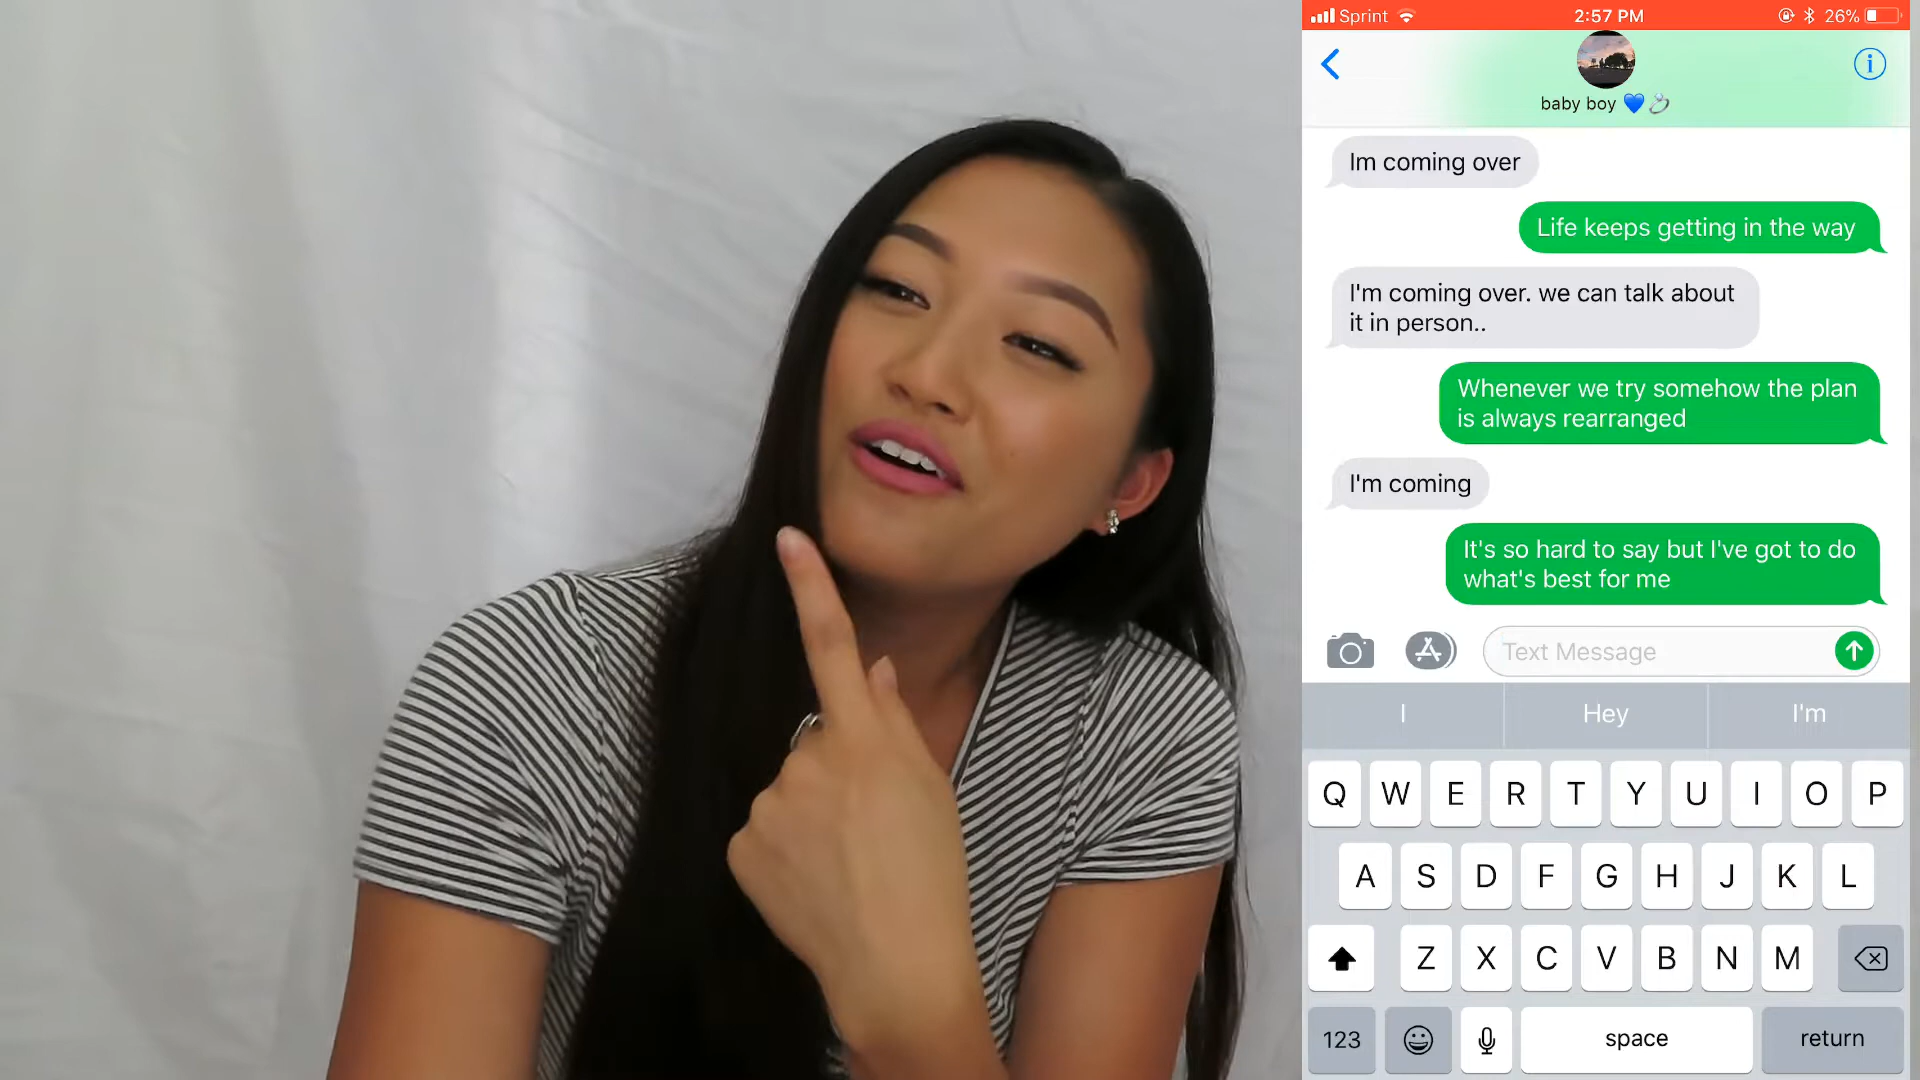 Sprint 2:57 PM 26%
baby boy 💙💍
Im coming over
Life keeps getting in the way
I'm coming over. we can talk about
it in person..
Whenever we try somehow the plan
is always rearranged
I'm coming
It's so hard to say but I've got to do
what's best for me
Text Message
I Hey I'm
Q W E R T Y U I O P
A S D F G H J K L
Z X C V B N M
123 space return